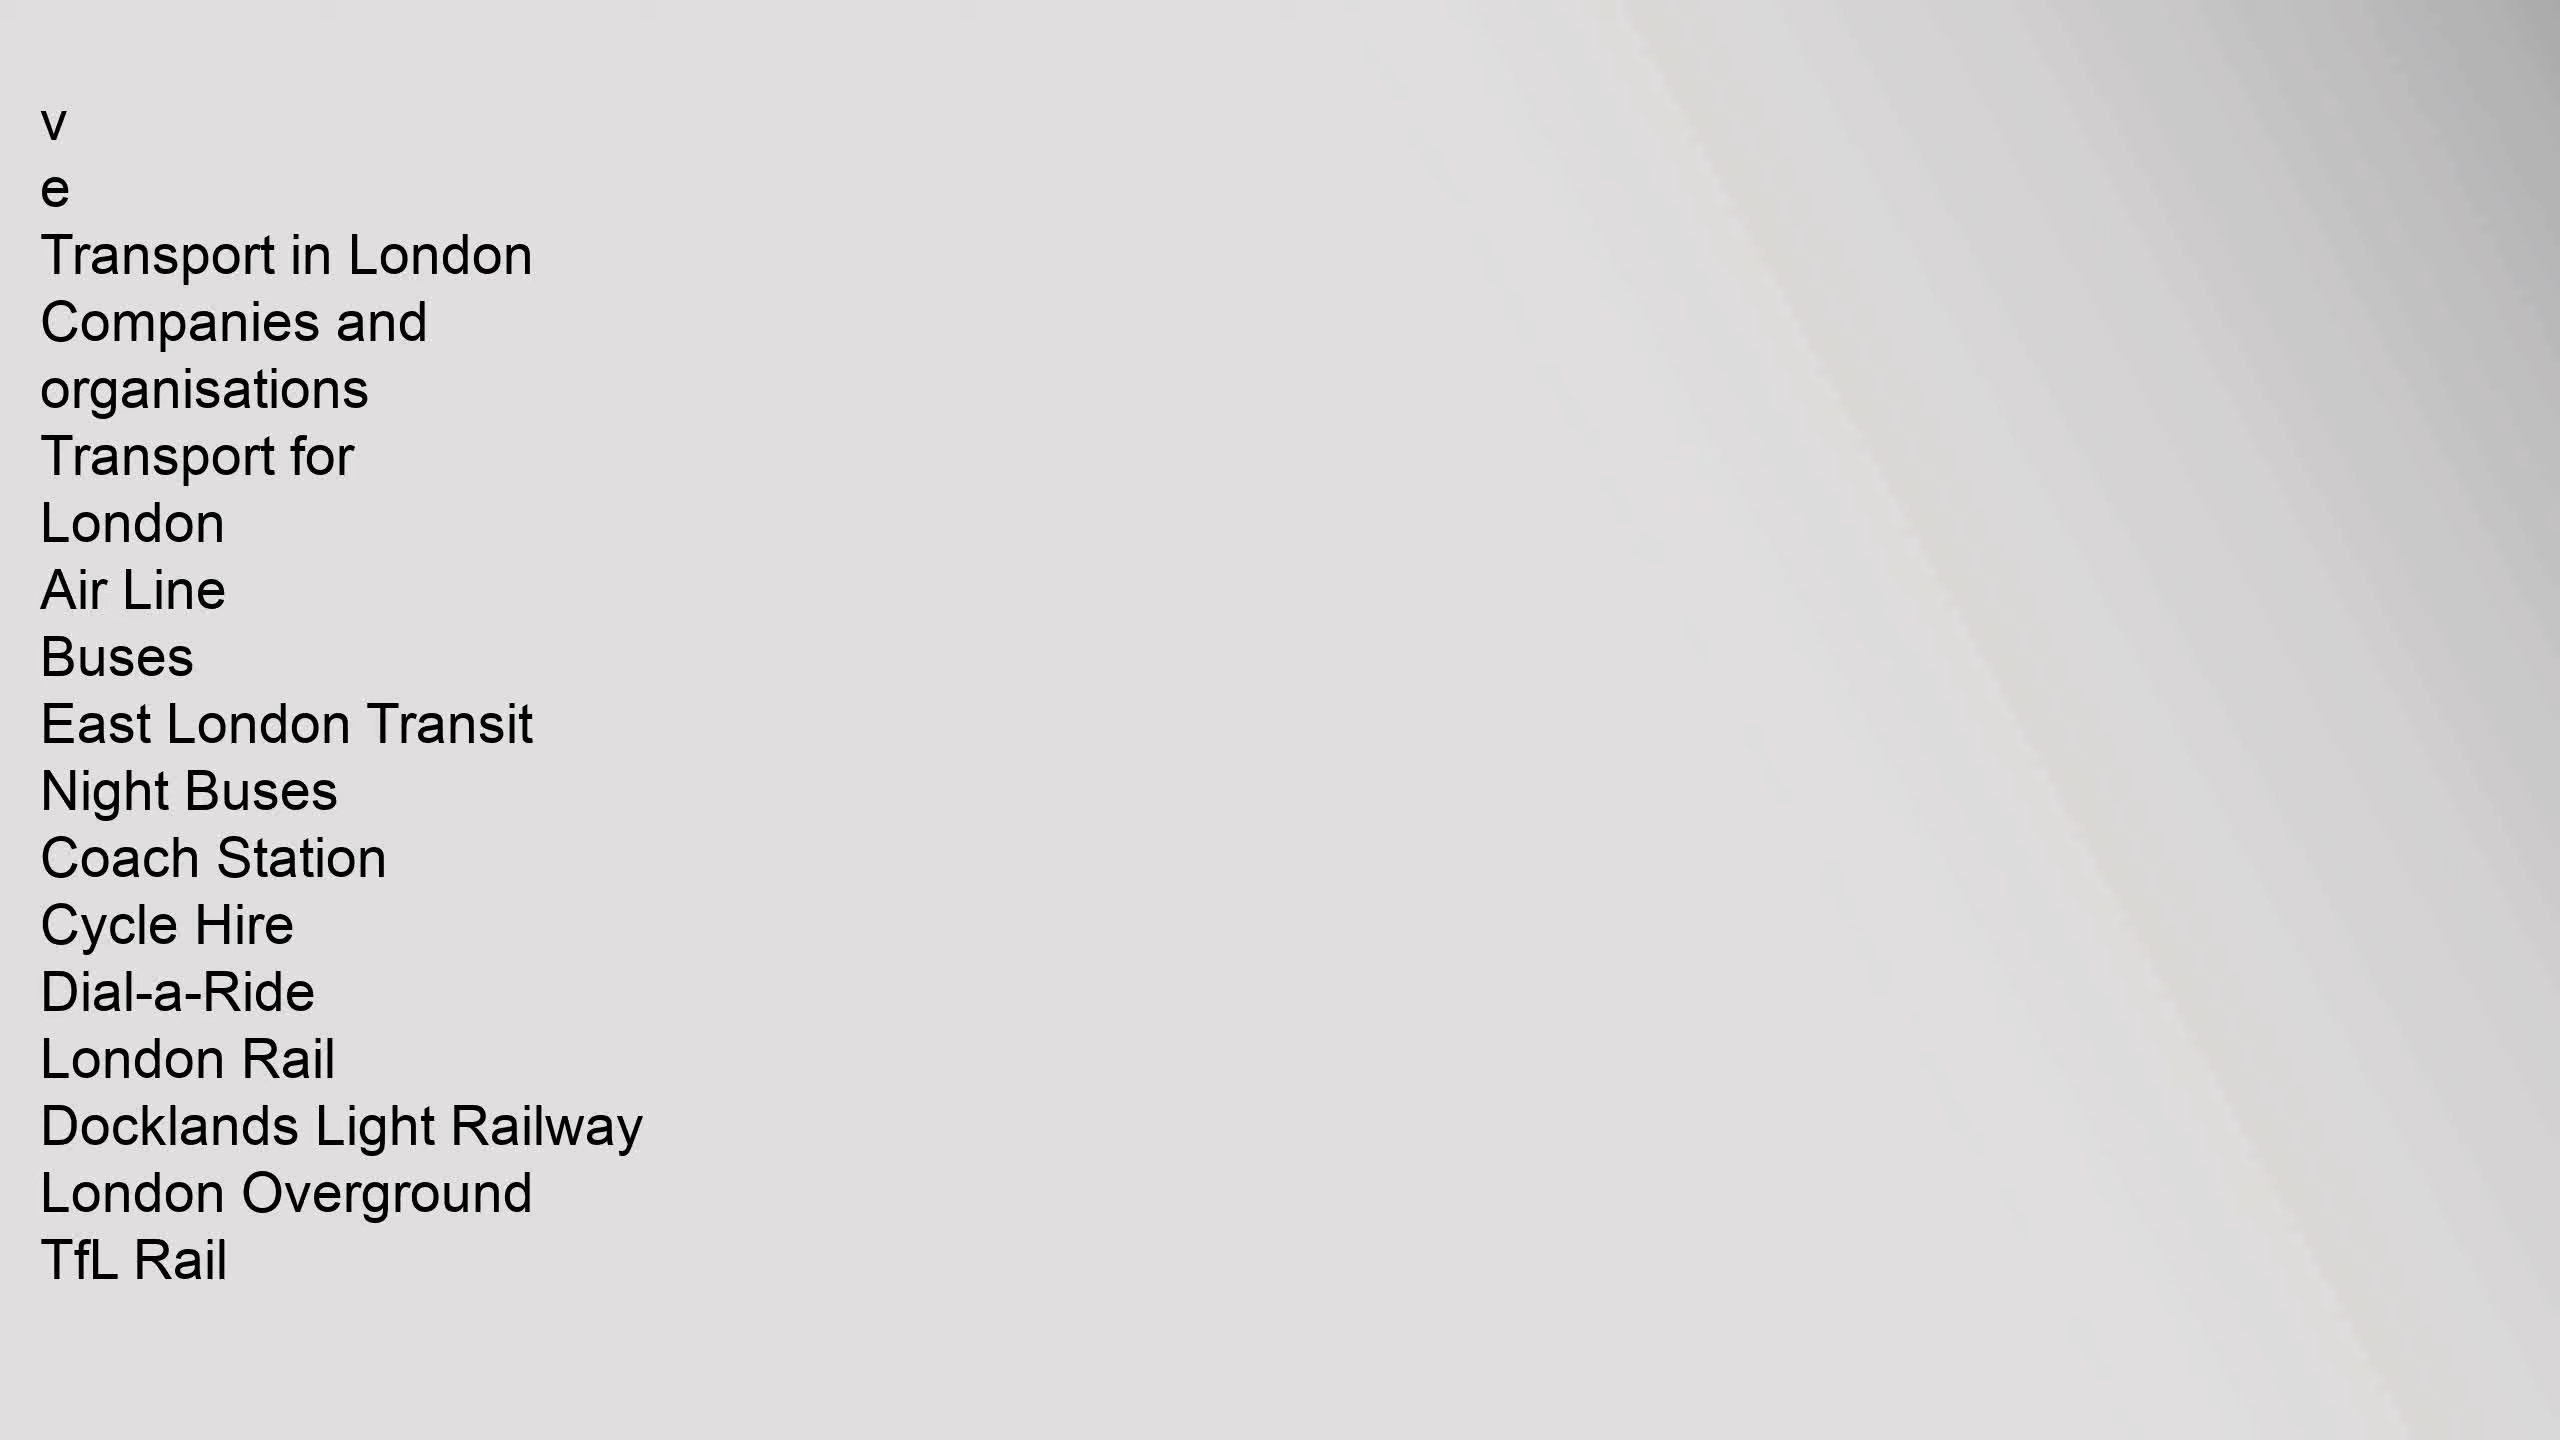 v
e
Transport in London
Companies and
organisations
Transport for
London
Air Line
Buses
East London Transit
Night Buses
Coach Station
Cycle Hire
Dial-a-Ride
London Rail
Docklands Light Railway
London Overground
TfL Rail